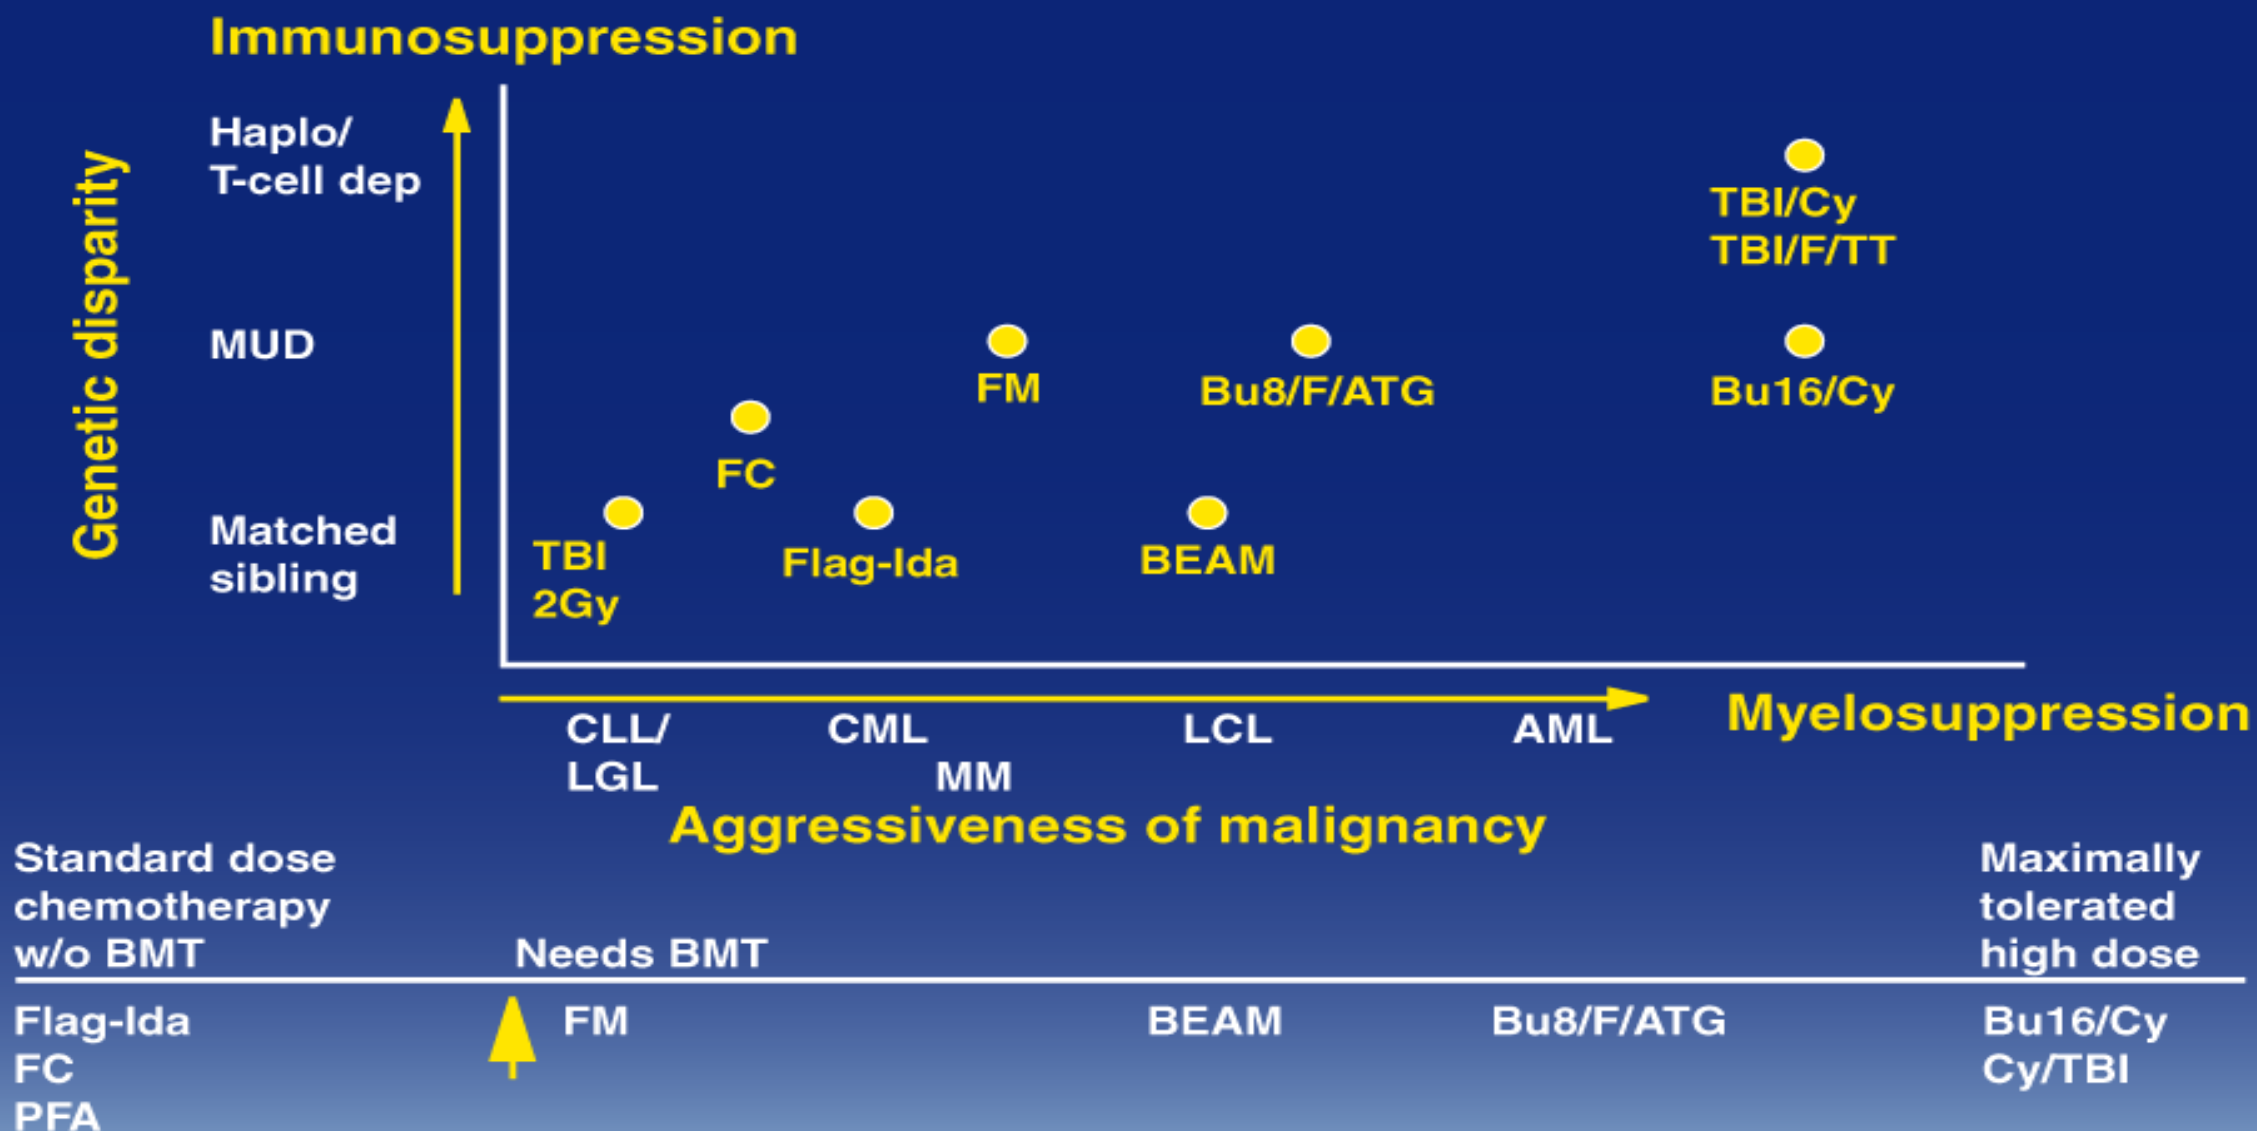 Immunosuppression
Genetic disparity
Haplo/
T-cell dep
MUD
Matched
sibling
TBI/Cy
TBI/F/TT
FM
Bu8/F/ATG
Bu16/Cy
FC
TBI
2Gy
Flag-Ida
BEAM
CLL/
LGL
CML
MM
LCL
AML
Myelosuppression
Aggressiveness of malignancy
Standard dose
chemotherapy
w/o BMT
Needs BMT
Maximally
tolerated
high dose
Flag-Ida
FC
PFA
FM
BEAM
Bu8/F/ATG
Bu16/Cy
Cy/TBI